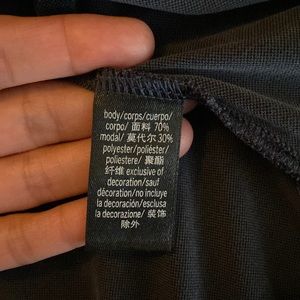 body/corps/cuerpo/
corpo/ 面料 70%
modal/ 莫代尔 30%
polyester/poliéster/
poliestere/ 聚酯
纤维 exclusive of
decoration/sauf
décoration/no incluye
la decoración/esclusa
la decorazione/ 装饰
除外